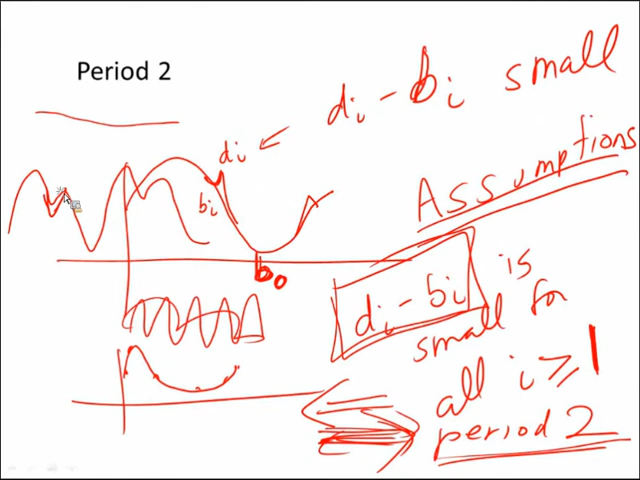 Period 2
di - bi small
di ←
bi
Assumptions
b0
di - bi is
small for
all i ≥ 1
period 2